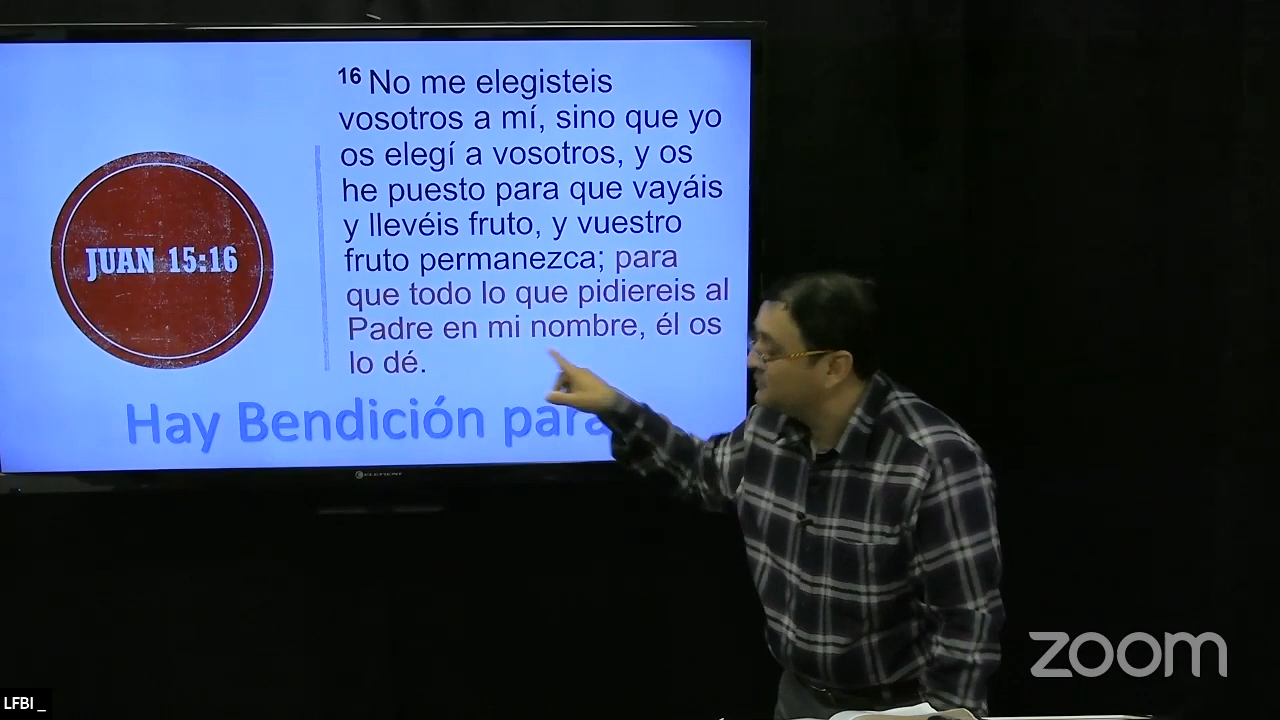 16 No me elegisteis
vosotros a mí, sino que yo
os elegí a vosotros, y os
he puesto para que vayáis
y llevéis fruto, y vuestro
fruto permanezca; para
que todo lo que pidiereis al
Padre en mi nombre, él os
lo dé.
JUAN 15:16
Hay Bendición para
ELEMENT
zoom
LFBI _